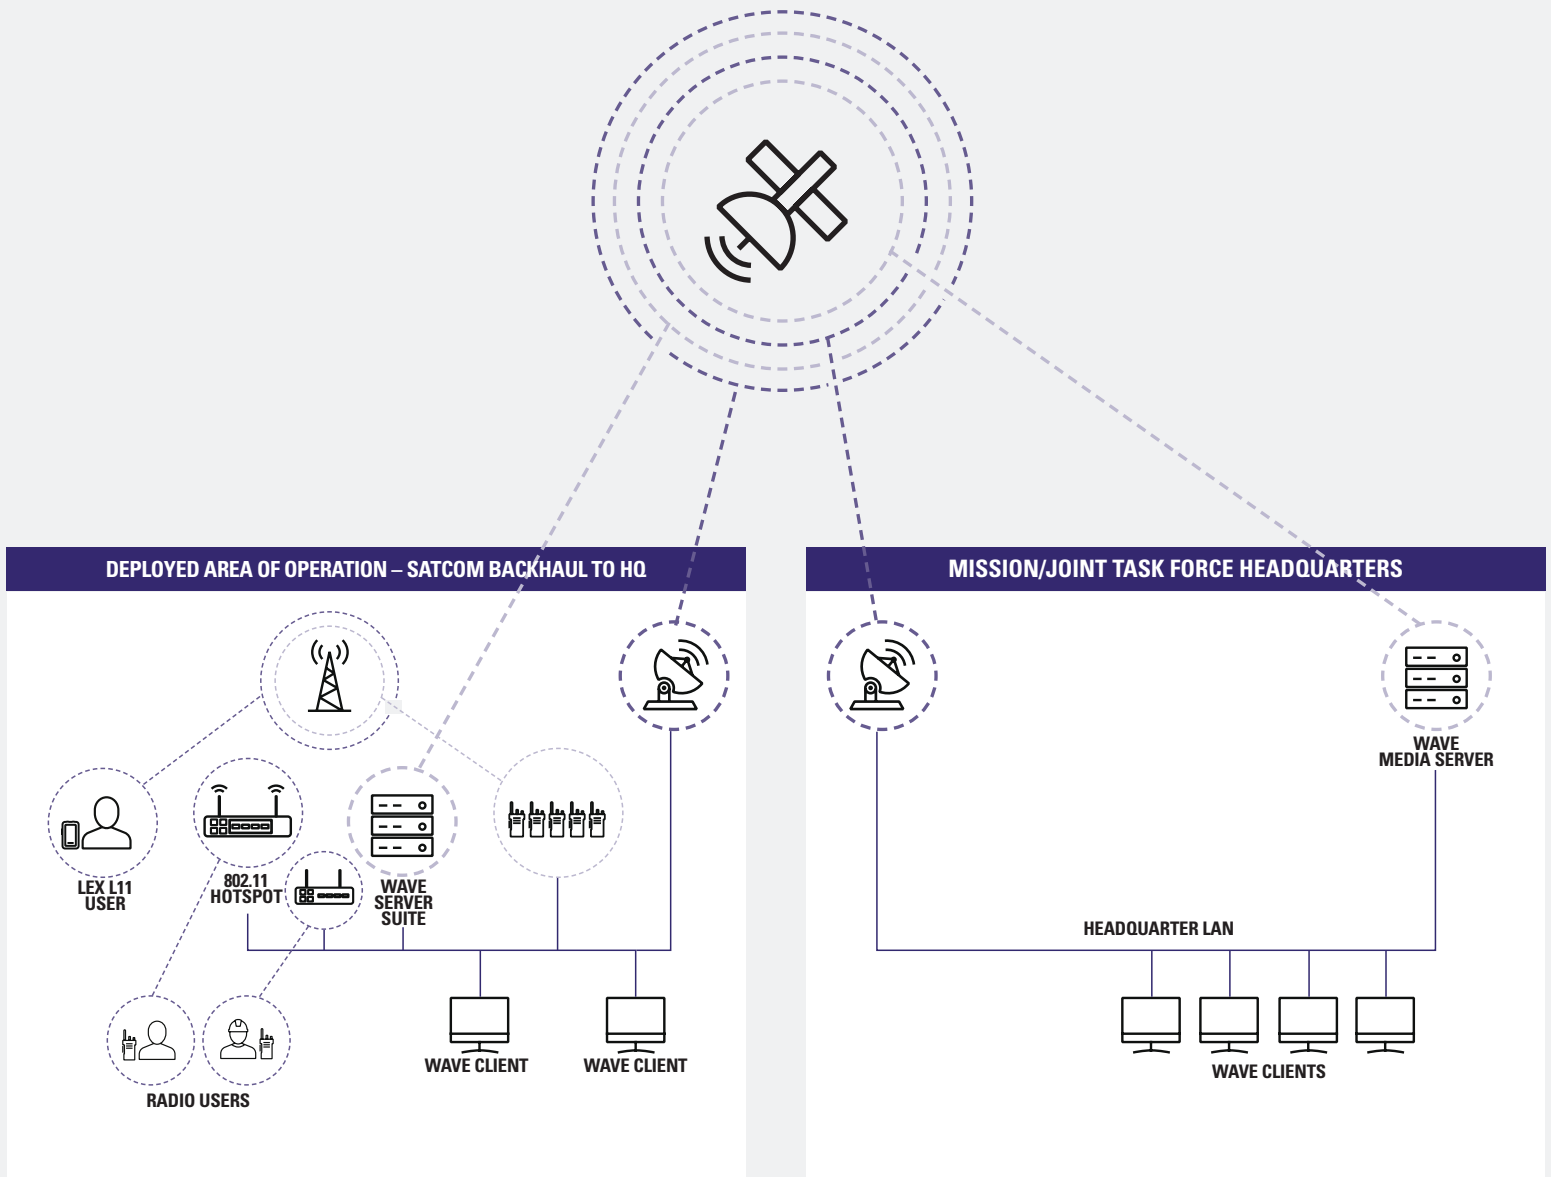 DEPLOYED AREA OF OPERATION – SATCOM BACKHAUL TO HQ
MISSION/JOINT TASK FORCE HEADQUARTERS
WAVE
MEDIA SERVER
LEX L11
USER
802.11
HOTSPOT
WAVE
SERVER
SUITE
HEADQUARTER LAN
WAVE CLIENT
WAVE CLIENT
WAVE CLIENTS
RADIO USERS